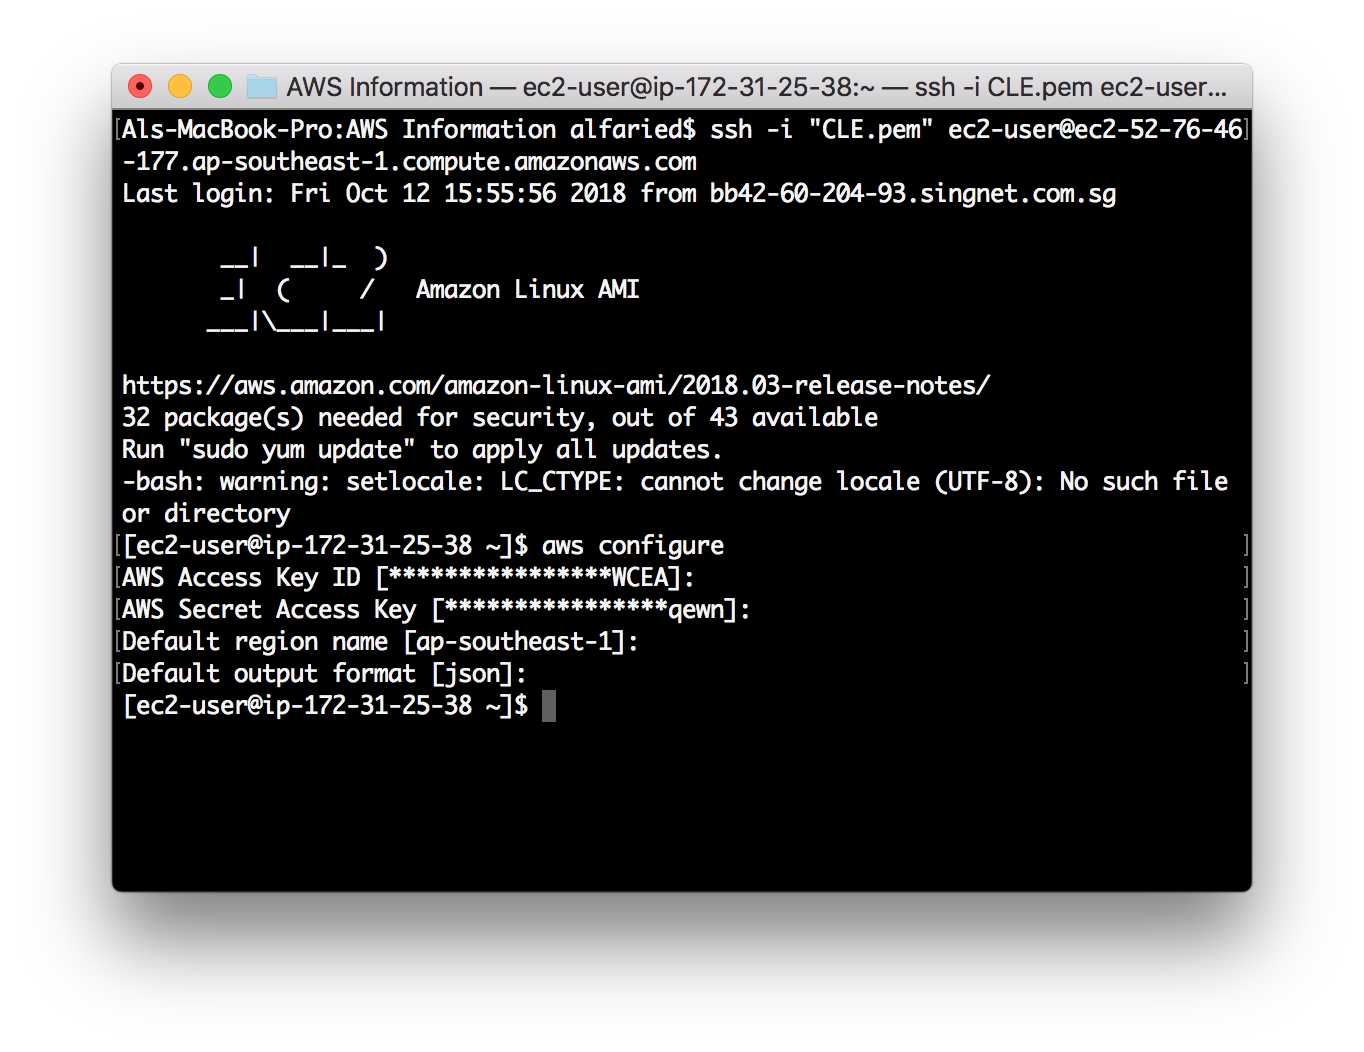 AWS Information — ec2-user@ip-172-31-25-38:~ — ssh -i CLE.pem ec2-user...
[Als-MacBook-Pro:AWS Information alfaried$ ssh -i "CLE.pem" ec2-user@ec2-52-76-46]
-177.ap-southeast-1.compute.amazonaws.com
Last login: Fri Oct 12 15:55:56 2018 from bb42-60-204-93.singnet.com.sg
       __|  __|_  )
       _|  (     /   Amazon Linux AMI
      ___|\___|___|
https://aws.amazon.com/amazon-linux-ami/2018.03-release-notes/
32 package(s) needed for security, out of 43 available
Run "sudo yum update" to apply all updates.
-bash: warning: setlocale: LC_CTYPE: cannot change locale (UTF-8): No such file
or directory
[[ec2-user@ip-172-31-25-38 ~]$ aws configure ]
[AWS Access Key ID [****************WCEA]: ]
[AWS Secret Access Key [****************qewn]: ]
[Default region name [ap-southeast-1]: ]
[Default output format [json]: ]
[ec2-user@ip-172-31-25-38 ~]$